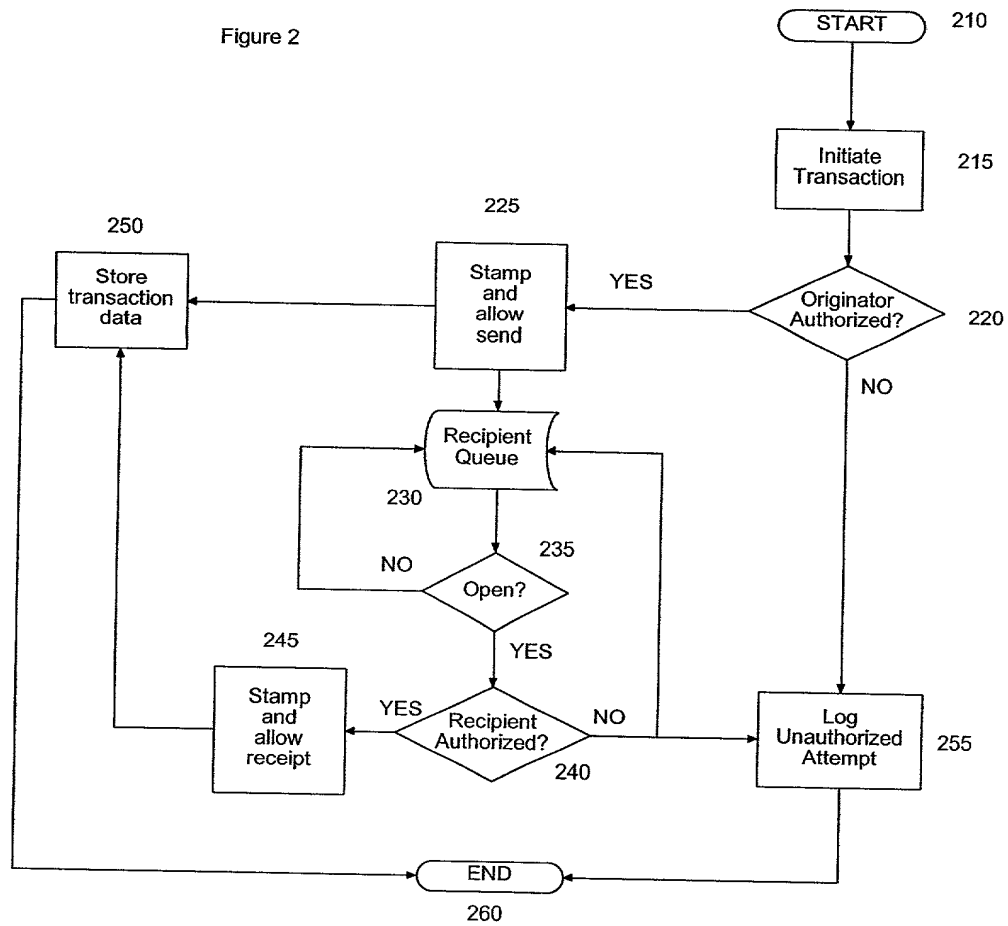 Figure 2
START
210
Initiate
Transaction
215
Originator
Authorized?
220
YES
NO
225
Stamp
and
allow
send
250
Store
transaction
data
Recipient
Queue
230
235
Open?
NO
YES
Recipient
Authorized?
240
YES
NO
245
Stamp
and
allow
receipt
Log
Unauthorized
Attempt
255
END
260